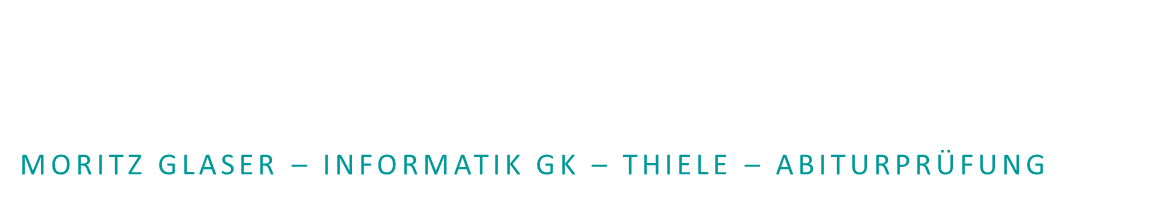 MORITZ GLASER – INFORMATIK GK – THIELE – ABITURPRÜFUNG